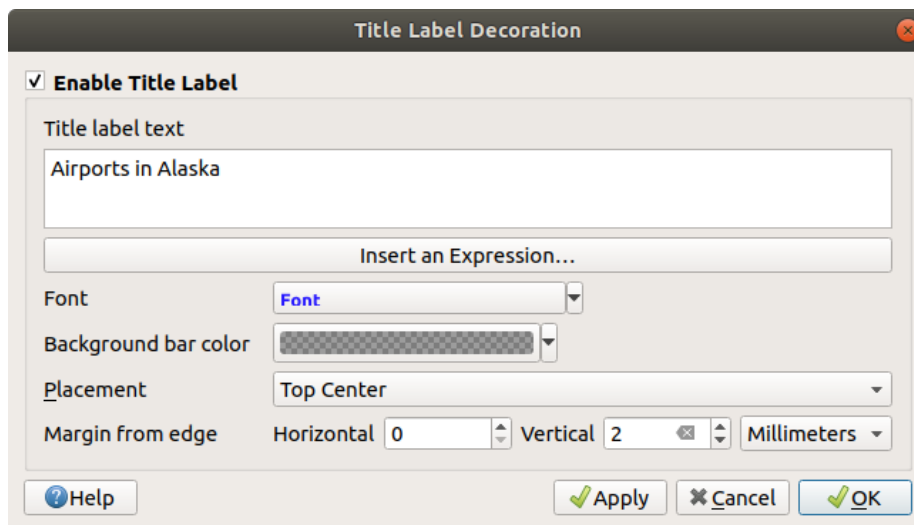 Title Label Decoration
Enable Title Label
Title label text
Airports in Alaska
Insert an Expression...
Font Font
Background bar color
Placement Top Center
Margin from edge Horizontal 0 Vertical 2 Millimeters
Help Apply Cancel OK